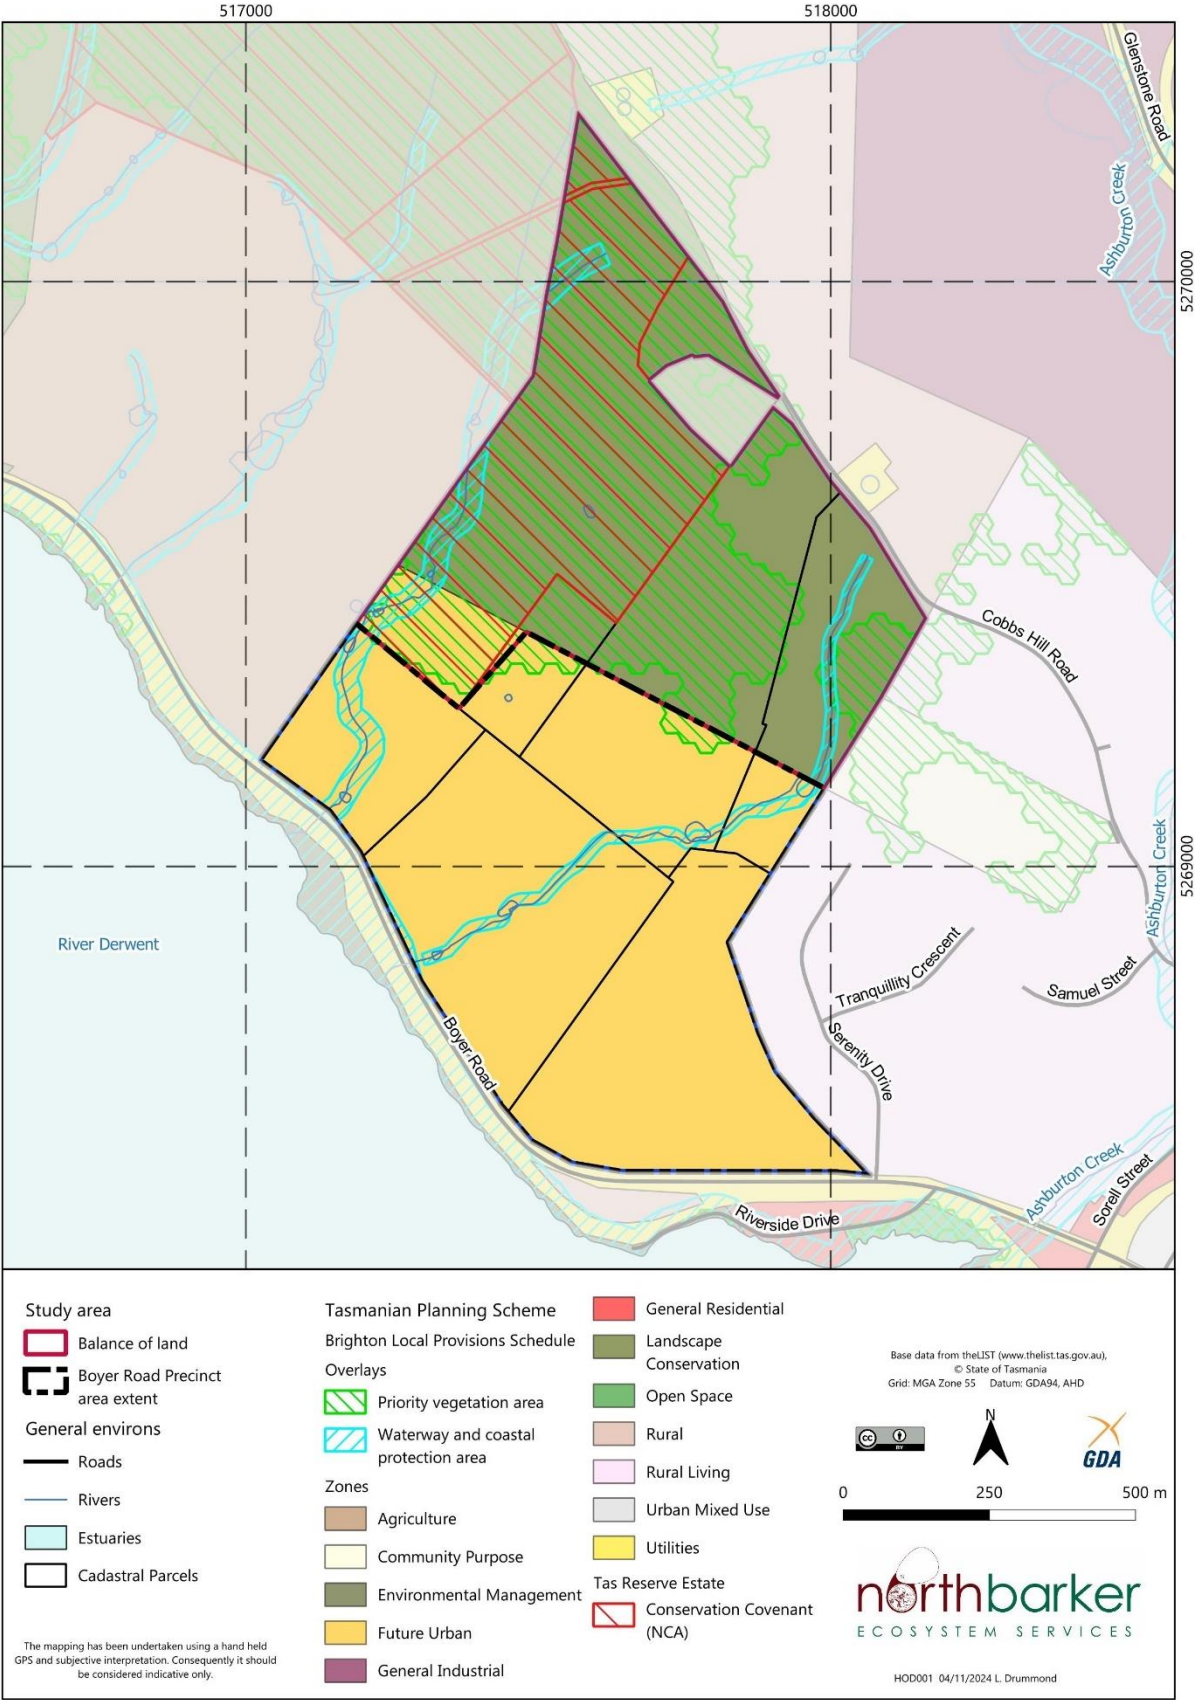 517000
518000
Glenstone Road
Ashburton Creek
5270000
Cobbs Hill Road
5269000
Ashburton Creek
River Derwent
Tranquillity Crescent
Samuel Street
Serenity Drive
Boyer Road
Ashburton Creek
Sorell Street
Riverside Drive
Study area
Balance of land
Boyer Road Precinct
area extent
General environs
Roads
Rivers
Estuaries
Cadastral Parcels
The mapping has been undertaken using a hand held
GPS and subjective interpretation. Consequently it should
be considered indicative only.
Tasmanian Planning Scheme
Brighton Local Provisions Schedule
Overlays
Priority vegetation area
Waterway and coastal
protection area
Zones
Agriculture
Community Purpose
Environmental Management
Future Urban
General Industrial
General Residential
Landscape
Conservation
Open Space
Rural
Rural Living
Urban Mixed Use
Utilities
Tas Reserve Estate
Conservation Covenant
(NCA)
Base data from theLIST (www.thelist.tas.gov.au),
© State of Tasmania
Grid: MGA Zone 55 Datum: GDA94, AHD
cc
BY
N
GDA
0 250 500 m
northbarker
ECOSYSTEM SERVICES
HOD001 04/11/2024 L. Drummond